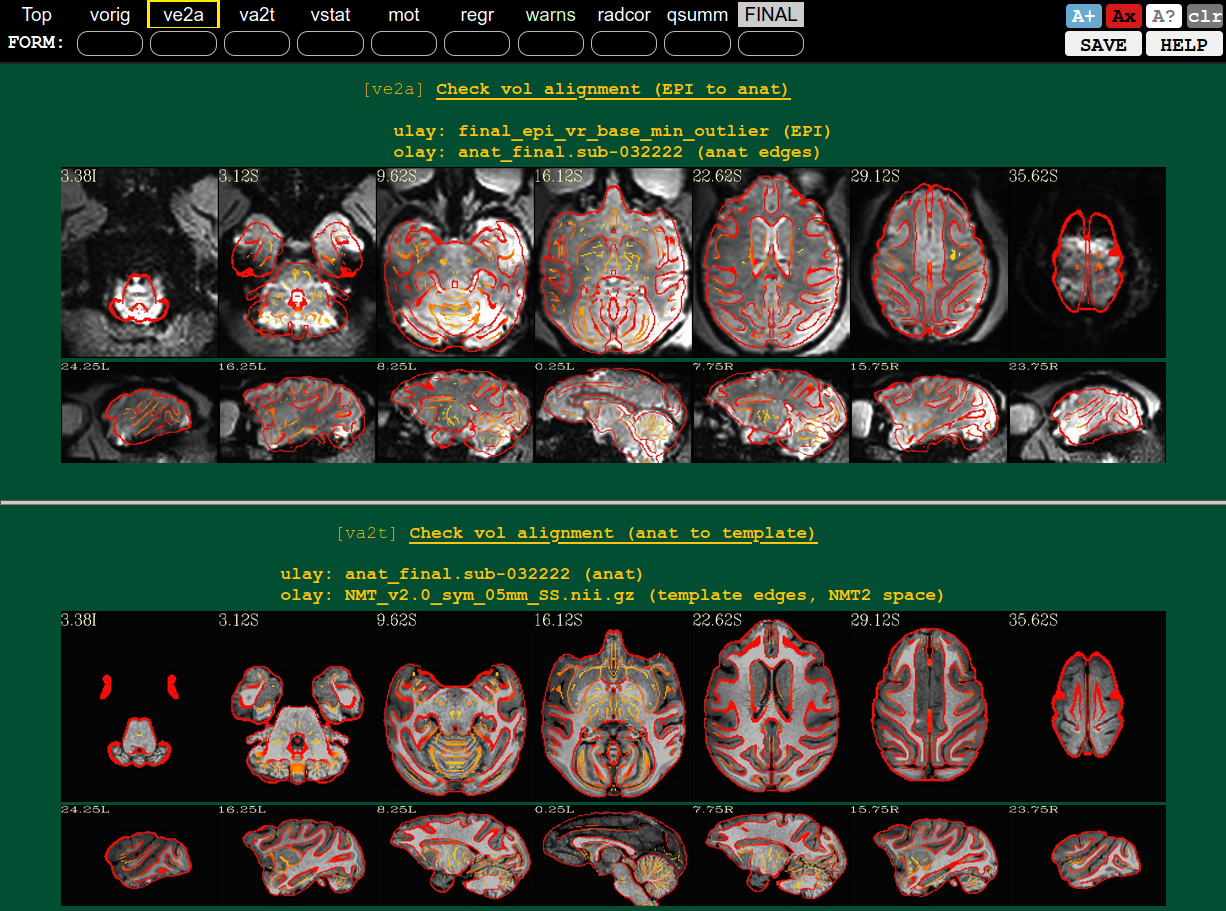 Top vorig ve2a va2t vstat mot regr warns radcor qsumm FINAL A+ Ax A? clr
FORM: SAVE HELP
[ve2a] Check vol alignment (EPI to anat)
ulay: final_epi_vr_base_min_outlier (EPI)
olay: anat_final.sub-032222 (anat edges)
3.38I 3.12S 9.62S 16.12S 22.62S 29.12S 35.62S
24.25L 16.25L 8.25L 0.25L 7.75R 15.75R 23.75R
[va2t] Check vol alignment (anat to template)
ulay: anat_final.sub-032222 (anat)
olay: NMT_v2.0_sym_05mm_SS.nii.gz (template edges, NMT2 space)
3.38I 3.12S 9.62S 16.12S 22.62S 29.12S 35.62S
24.25L 16.25L 8.25L 0.25L 7.75R 15.75R 23.75R